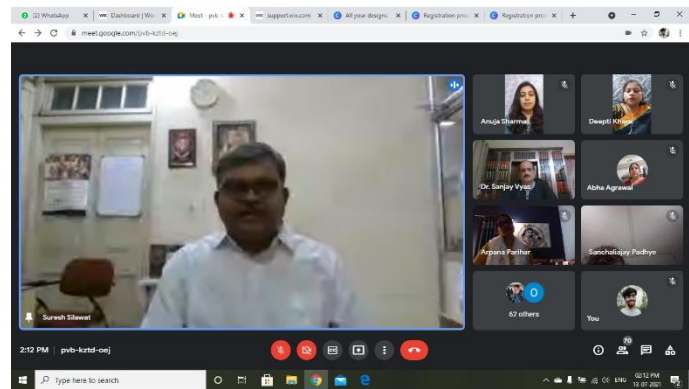 (2) WhatsApp
Dashboard | Wix
Meet - pvb-k
support.wix.com
All your designs
Registration pro
Registration pro
meet.google.com/pvb-kztd-oej
Anuja Sharma
Deepti Khare
Dr. Sanjay Vyas
Abha Agrawal
Arpana Parihar
Sanchaliajay Padhye
O
62 others
You
Suresh Silawat
2:12 PM | pvb-kztd-oej
70
Type here to search
ENG
02:12 PM
13-07-2021